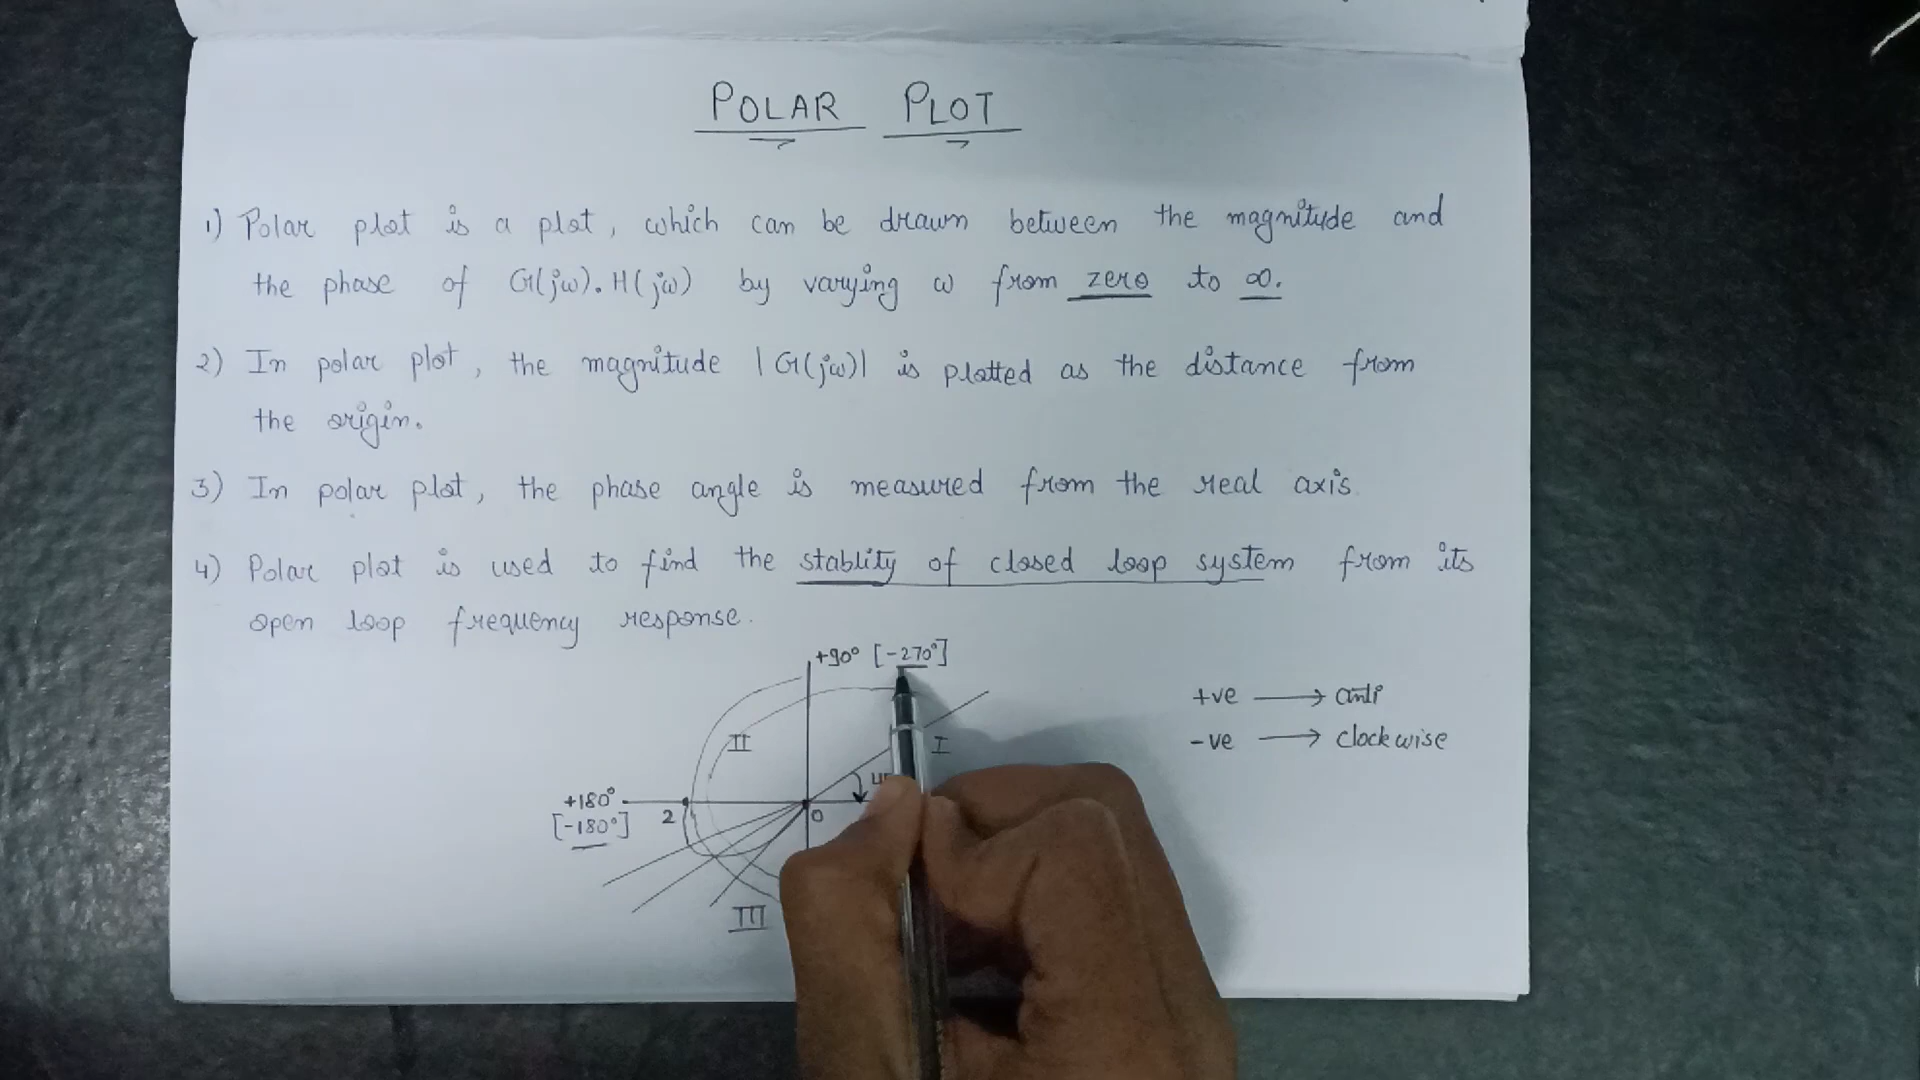 POLAR PLOT
1) Polar plot is a plot, which can be drawn between the magnitude and
the phase of G(jω).H(jω) by varying ω from zero to ∞.
2) In polar plot, the magnitude |G(jω)| is plotted as the distance from
the origin.
3) In polar plot, the phase angle is measured from the real axis.
4) Polar plot is used to find the stablity of closed loop system from its
open loop frequency response.
+90° [-270°]
+ve → anti
-ve → clockwise
II I
+180°
[-180°] 2 0
III